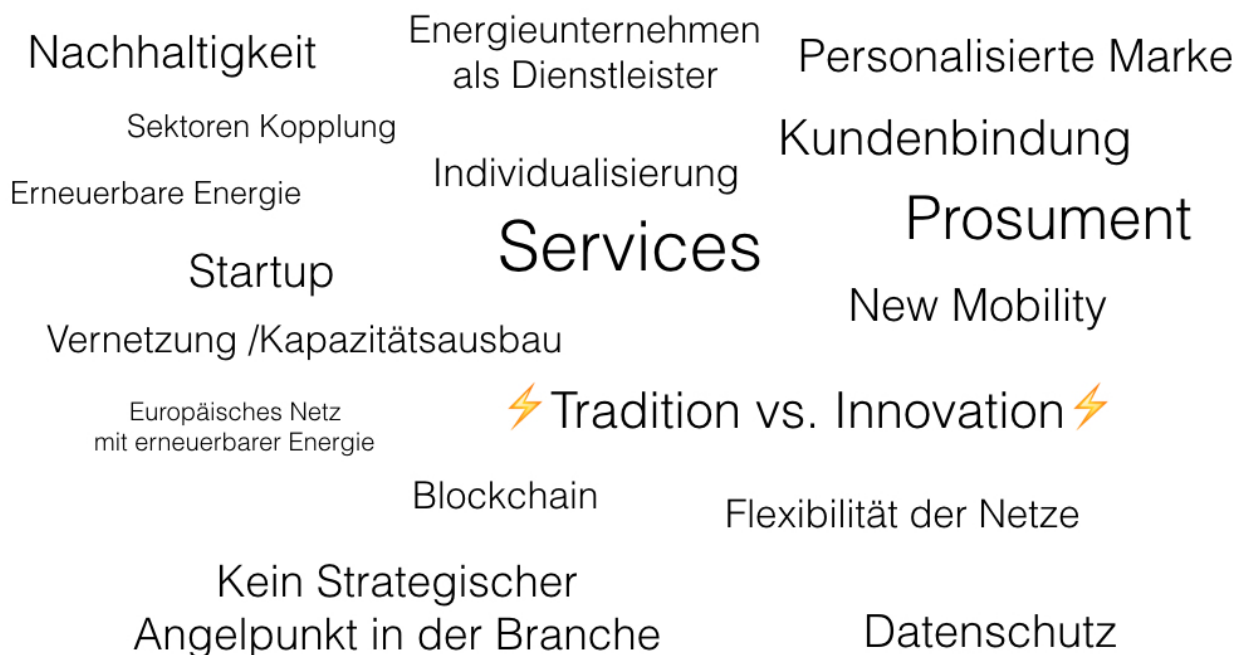 Nachhaltigkeit
Energieunternehmen
als Dienstleister
Personalisierte Marke
Sektoren Kopplung
Kundenbindung
Individualisierung
Erneuerbare Energie
Prosument
Services
Startup
New Mobility
Vernetzung /Kapazitätsausbau
⚡Tradition vs. Innovation⚡
Europäisches Netz
mit erneuerbarer Energie
Blockchain
Flexibilität der Netze
Kein Strategischer
Angelpunkt in der Branche
Datenschutz